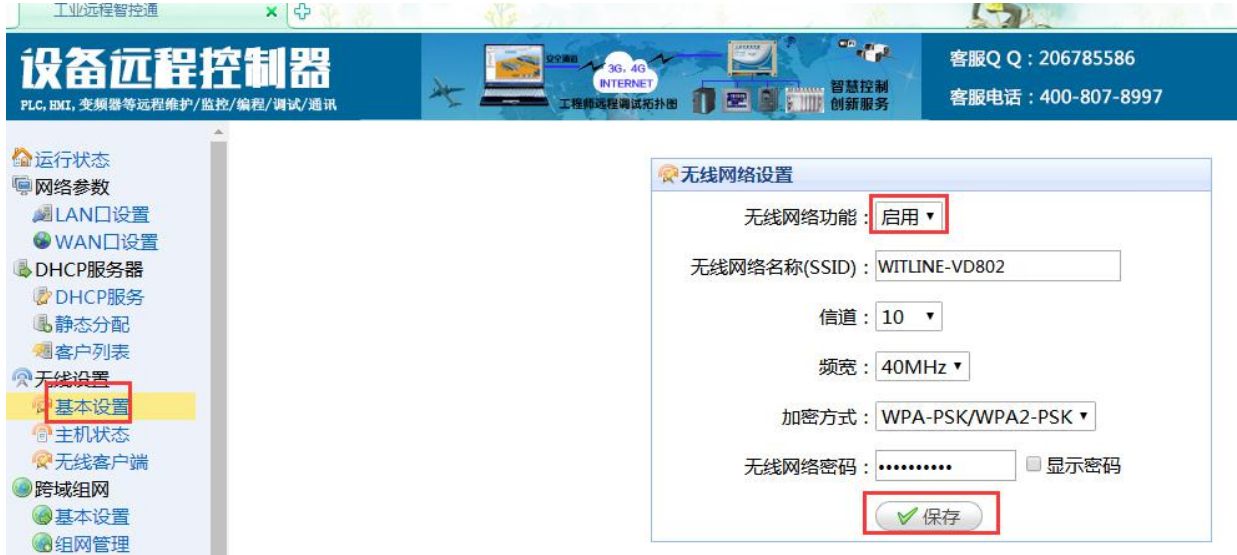 工业远程智控通
设备远程控制器
PLC, HMI, 变频器等远程维护/监控/编程/调试/通讯
安全通道
3G, 4G
INTERNET
工程师远程调试拓扑图
智慧控制
创新服务
客服Q Q：206785586
客服电话：400-807-8997
运行状态
网络参数
LAN口设置
WAN口设置
DHCP服务器
DHCP服务
静态分配
客户列表
无线设置
基本设置
主机状态
无线客户端
跨域组网
基本设置
组网管理
无线网络设置
无线网络功能：启用
无线网络名称(SSID)：WITLINE-VD802
信道：10
频宽：40MHz
加密方式：WPA-PSK/WPA2-PSK
无线网络密码：•••••••••• 显示密码
保存